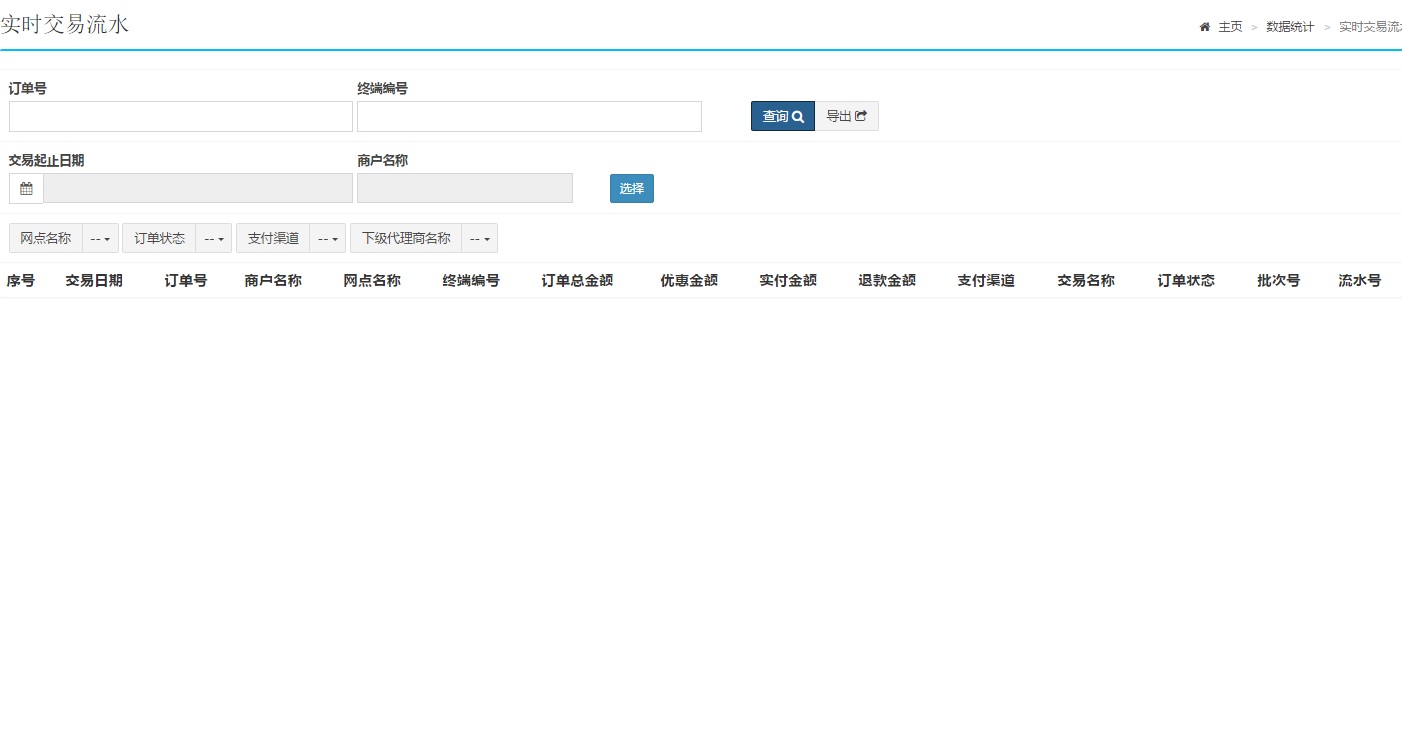 实时交易流水
主页 > 数据统计 > 实时交易流
订单号 终端编号
查询 导出
交易起止日期 商户名称
选择
网点名称 -- 订单状态 -- 支付渠道 -- 下级代理商名称 --
序号 交易日期 订单号 商户名称 网点名称 终端编号 订单总金额 优惠金额 实付金额 退款金额 支付渠道 交易名称 订单状态 批次号 流水号